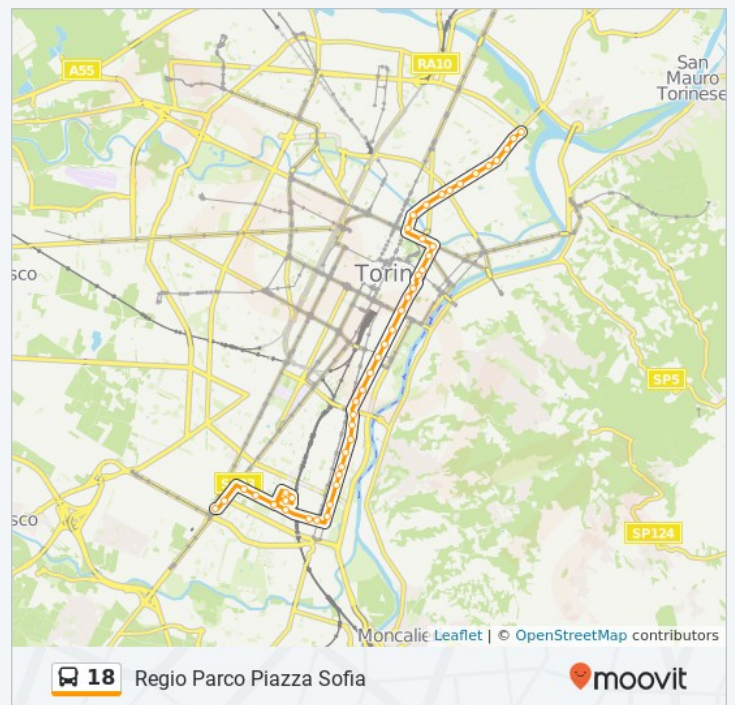 A55
RA10
San
Mauro
Torinese
sco
Torin
SP5
sco
SP124
Moncalie
Leaflet | © OpenStreetMap contributors
18 Regio Parco Piazza Sofia
moovit